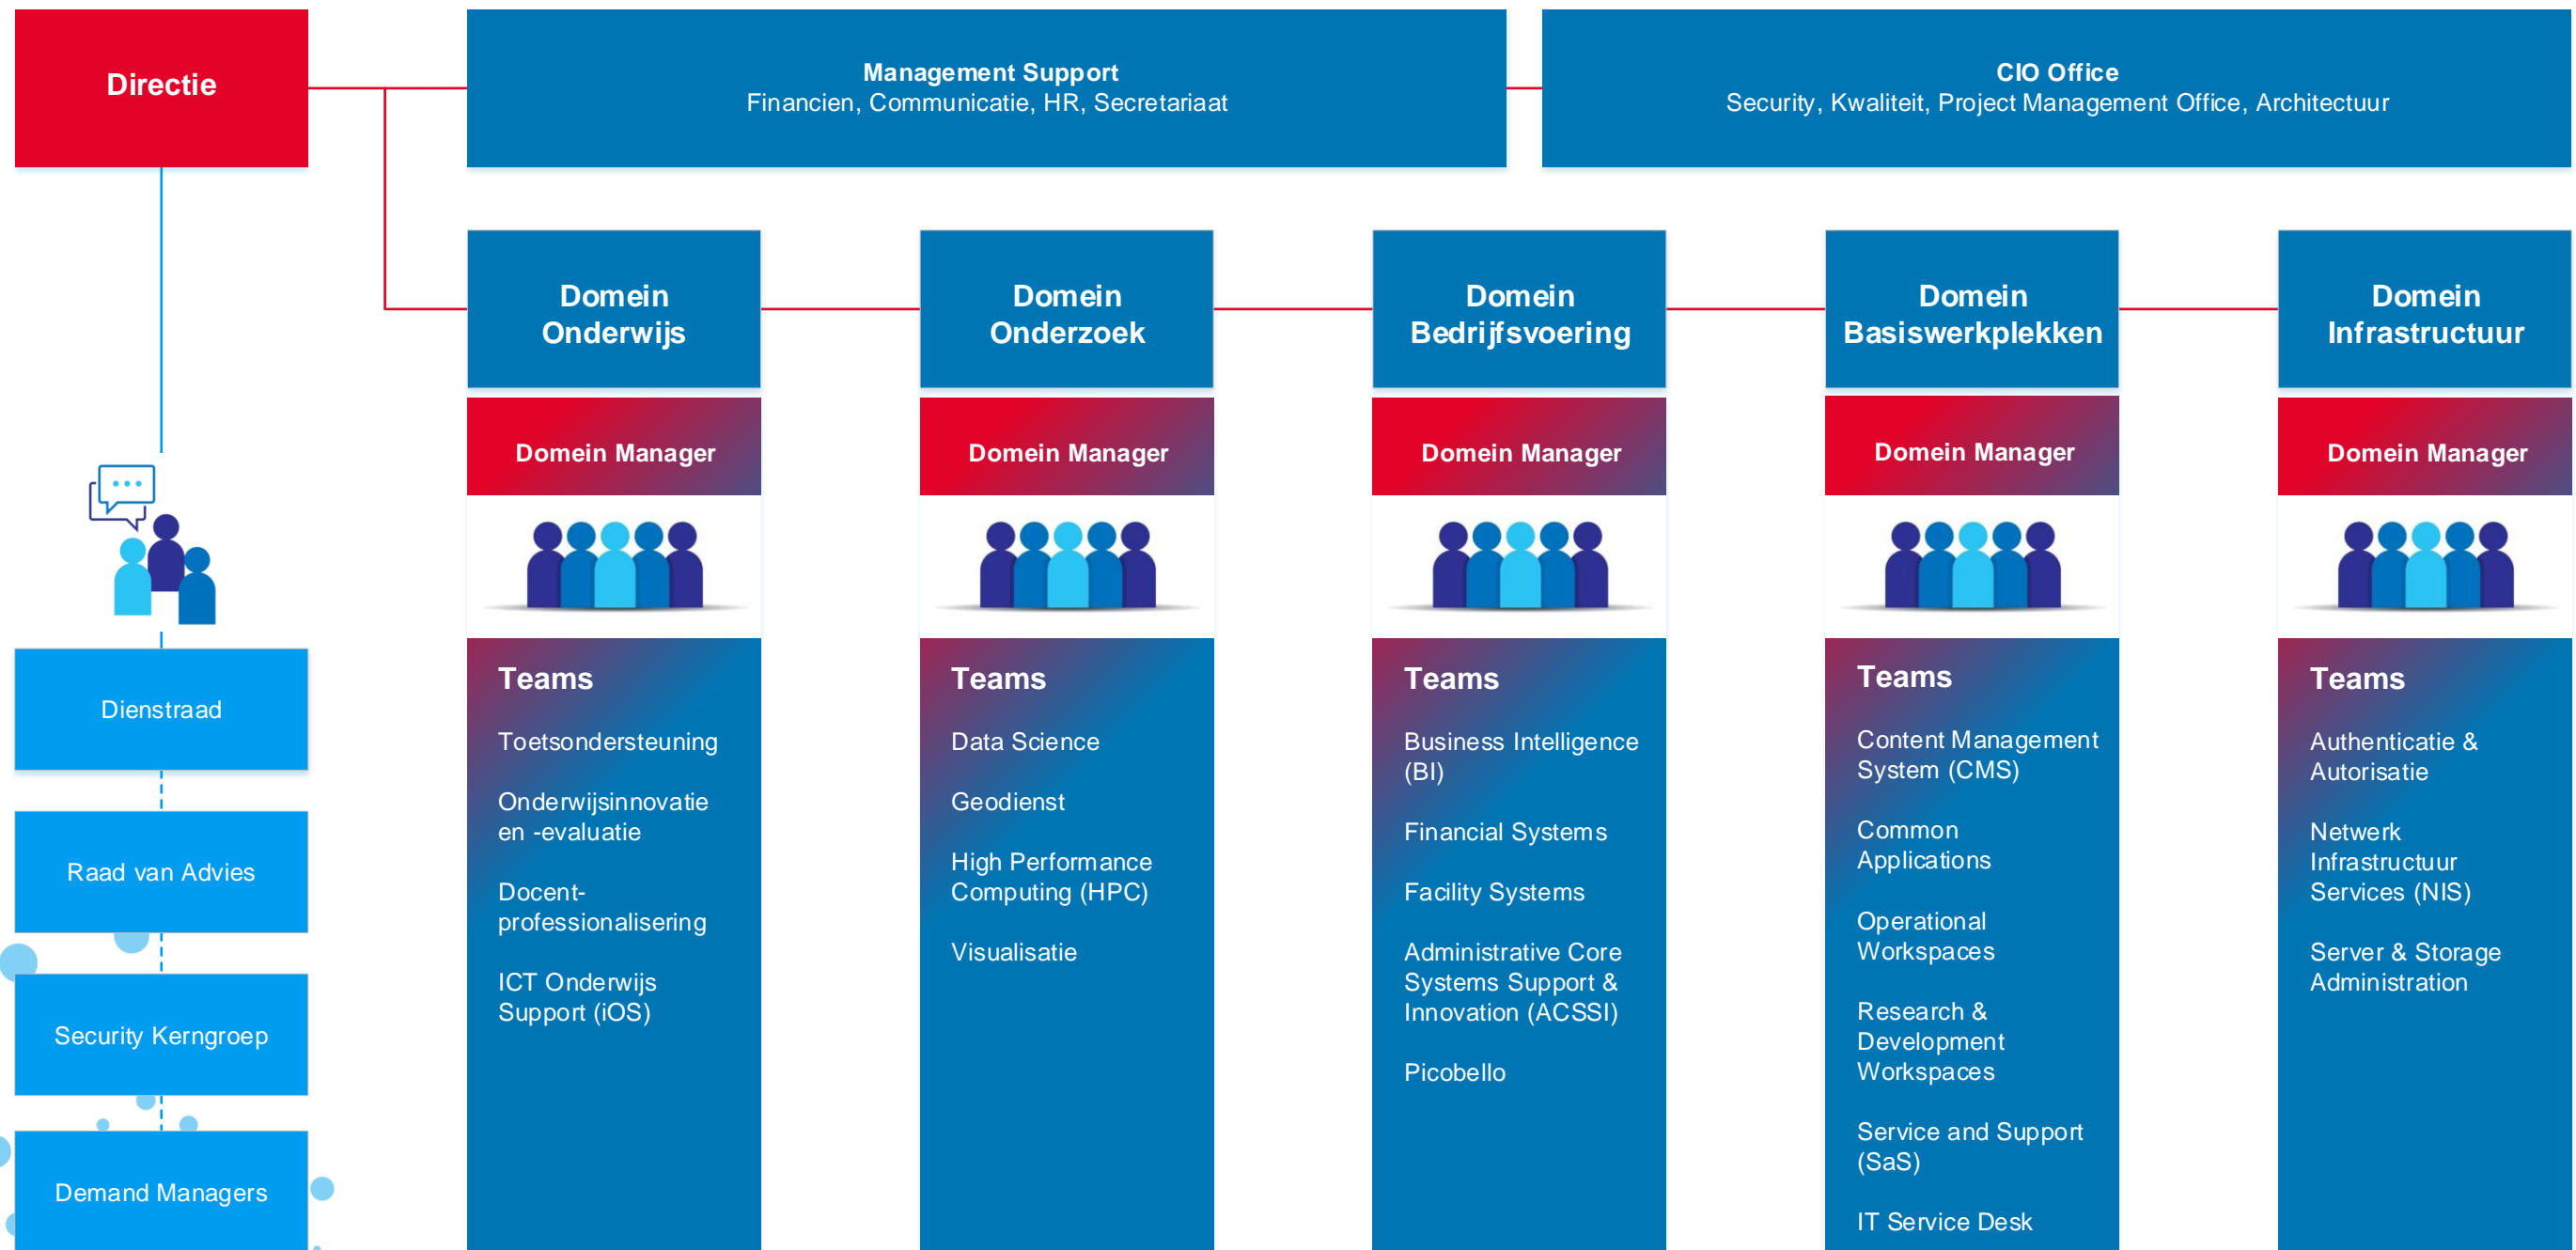 Directie
Management Support
Financien, Communicatie, HR, Secretariaat
CIO Office
Security, Kwaliteit, Project Management Office, Architectuur
Domein
Onderwijs
Domein
Onderzoek
Domein
Bedrijfsvoering
Domein
Basiswerkplekken
Domein
Infrastructuur
Domein Manager
Domein Manager
Domein Manager
Domein Manager
Domein Manager
Dienstraad
Raad van Advies
Security Kerngroep
Demand Managers
Teams
Toetsondersteuning
Onderwijsinnovatie
en -evaluatie
Docent-
professionalisering
ICT Onderwijs
Support (iOS)
Teams
Data Science
Geodienst
High Performance
Computing (HPC)
Visualisatie
Teams
Business Intelligence
(BI)
Financial Systems
Facility Systems
Administrative Core
Systems Support &
Innovation (ACSSI)
Picobello
Teams
Content Management
System (CMS)
Common
Applications
Operational
Workspaces
Research &
Development
Workspaces
Service and Support
(SaS)
IT Service Desk
Teams
Authenticatie &
Autorisatie
Netwerk
Infrastructuur
Services (NIS)
Server & Storage
Administration